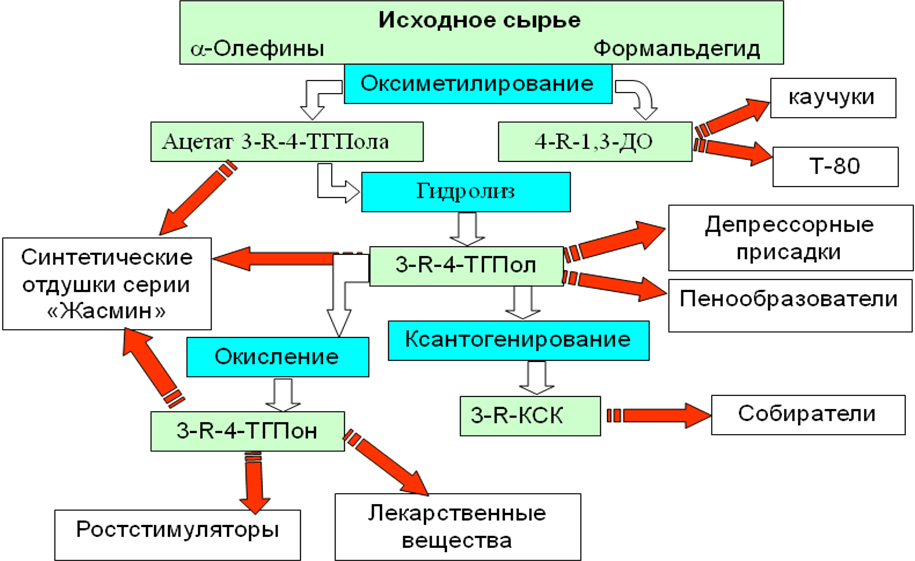 Исходное сырье
α-Олефины Формальдегид
Оксиметилирование
каучуки
Ацетат 3-R-4-ТГПола
4-R-1,3-ДО
Т-80
Гидролиз
Депрессорные
присадки
Синтетические
отдушки серии
«Жасмин»
3-R-4-ТГПол
Пенообразователи
Окисление
Ксантогенирование
3-R-4-ТГПон
3-R-КСК
Собиратели
Ростстимуляторы
Лекарственные
вещества